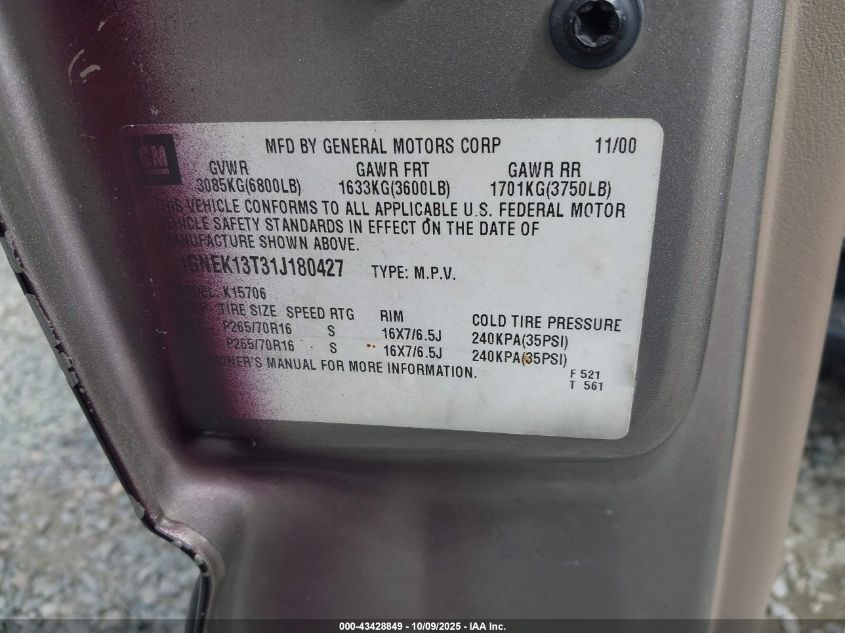 GM
MFD BY GENERAL MOTORS CORP 11/00
GVWR GAWR FRT GAWR RR
3085KG(6800LB) 1633KG(3600LB) 1701KG(3750LB)
THIS VEHICLE CONFORMS TO ALL APPLICABLE U.S. FEDERAL MOTOR
VEHICLE SAFETY STANDARDS IN EFFECT ON THE DATE OF
MANUFACTURE SHOWN ABOVE.
GNEK13T31J180427 TYPE: M.P.V.
MODEL: K15706
TIRE SIZE SPEED RTG RIM COLD TIRE PRESSURE
P265/70R16 S 16X7/6.5J 240KPA(35PSI)
P265/70R16 S 16X7/6.5J 240KPA(35PSI)
OWNER'S MANUAL FOR MORE INFORMATION.
F 521
T 561
000-43428849 - 10/09/2025 - IAA Inc.